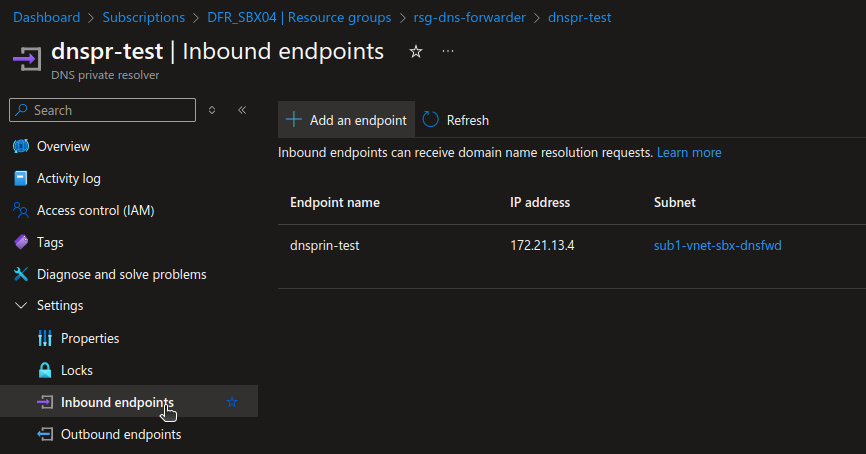 Dashboard > Subscriptions > DFR_SBX04 | Resource groups > rsg-dns-forwarder > dnspr-test
dnspr-test | Inbound endpoints
DNS private resolver
Search
Overview
Activity log
Access control (IAM)
Tags
Diagnose and solve problems
Settings
Properties
Locks
Inbound endpoints
Outbound endpoints
Add an endpoint Refresh
Inbound endpoints can receive domain name resolution requests. Learn more
Endpoint name IP address Subnet
dnsprin-test 172.21.13.4 sub1-vnet-sbx-dnsfwd